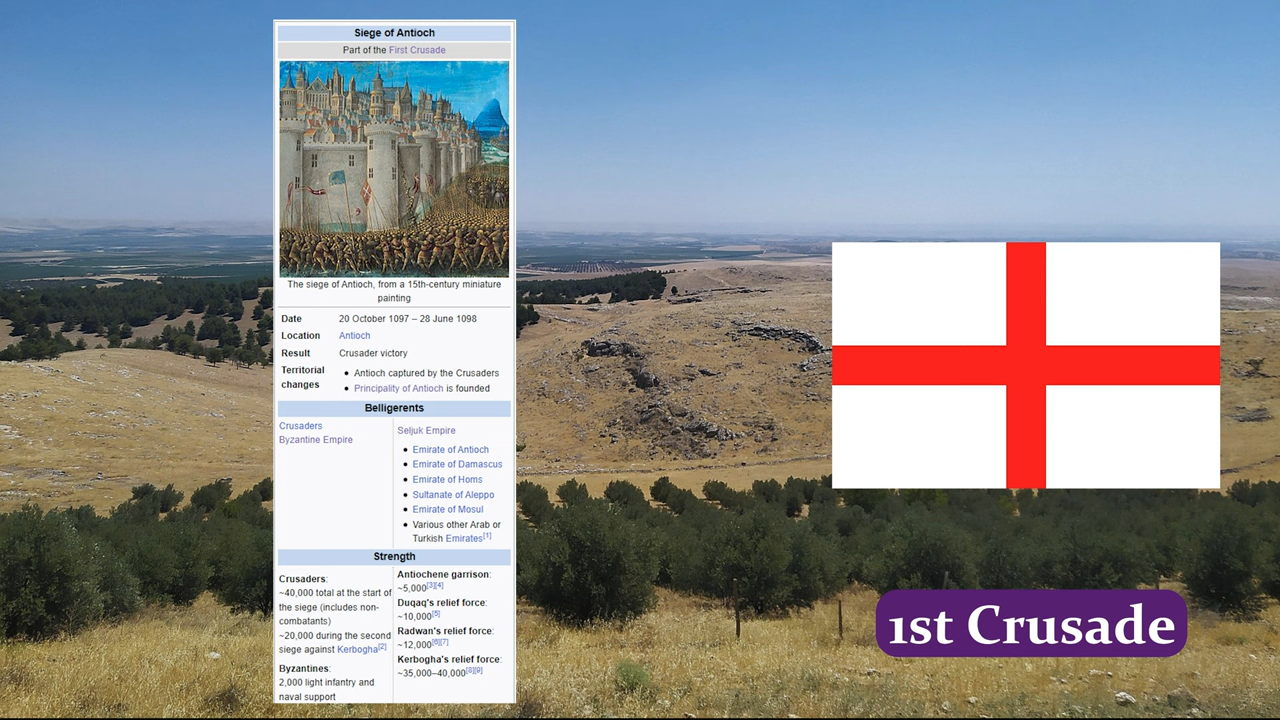 Siege of Antioch
Part of the First Crusade
The siege of Antioch, from a 15th-century miniature
painting
Date 20 October 1097 – 28 June 1098
Location Antioch
Result Crusader victory
Territorial changes
• Antioch captured by the Crusaders
• Principality of Antioch is founded
Belligerents
Crusaders
Byzantine Empire
Seljuk Empire
• Emirate of Antioch
• Emirate of Damascus
• Emirate of Homs
• Sultanate of Aleppo
• Emirate of Mosul
• Various other Arab or
Turkish Emirates[1]
Strength
Crusaders:
~40,000 total at the start of
the siege (includes non-
combatants)
~20,000 during the second
siege against Kerbogha[2]
Byzantines:
2,000 light infantry and
naval support
Antiochene garrison:
~5,000[3][4]
Duqaq's relief force:
~10,000[5]
Radwan's relief force:
~12,000[6][7]
Kerbogha's relief force:
~35,000–40,000[8][9]
1st Crusade